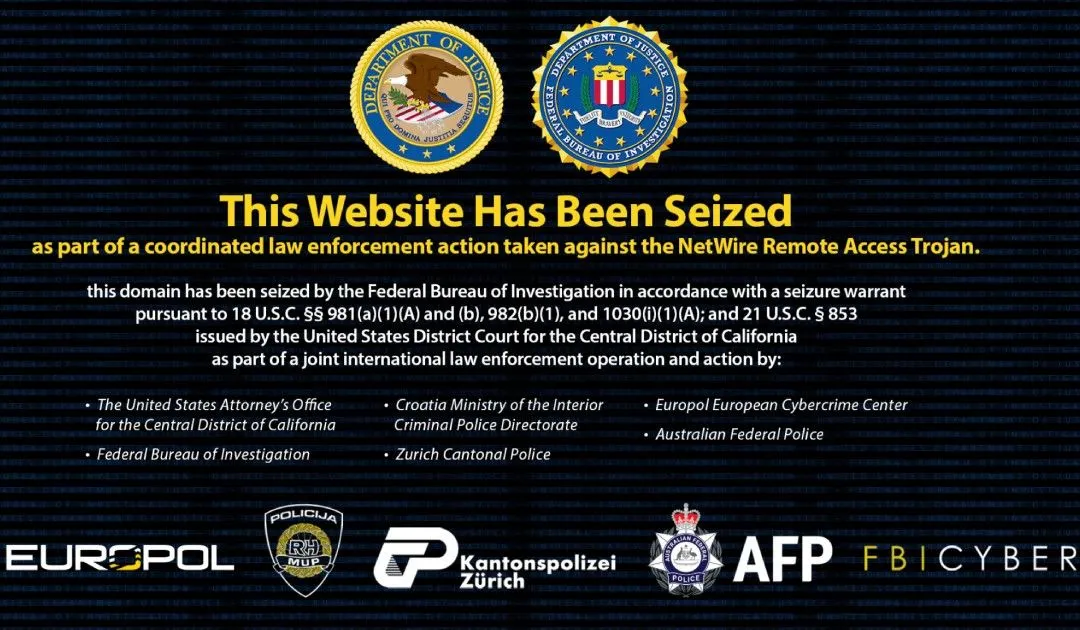 DEPARTMENT OF JUSTICE
QUI PRO DOMINA JUSTITIA SEQUITUR
DEPARTMENT OF JUSTICE
FEDERAL BUREAU OF INVESTIGATION
FIDELITY BRAVERY INTEGRITY
This Website Has Been Seized
as part of a coordinated law enforcement action taken against the NetWire Remote Access Trojan.
this domain has been seized by the Federal Bureau of Investigation in accordance with a seizure warrant
pursuant to 18 U.S.C. §§ 981(a)(1)(A) and (b), 982(b)(1), and 1030(i)(1)(A); and 21 U.S.C. § 853
issued by the United States District Court for the Central District of California
as part of a joint international law enforcement operation and action by:
• The United States Attorney's Office
for the Central District of California
• Federal Bureau of Investigation
• Croatia Ministry of the Interior
Criminal Police Directorate
• Zurich Cantonal Police
• Europol European Cybercrime Center
• Australian Federal Police
EUROPOL
POLICIJA
RH
MUP
Kantonspolizei
Zürich
AUSTRALIAN FEDERAL
POLICE
AFP
FBICYBER